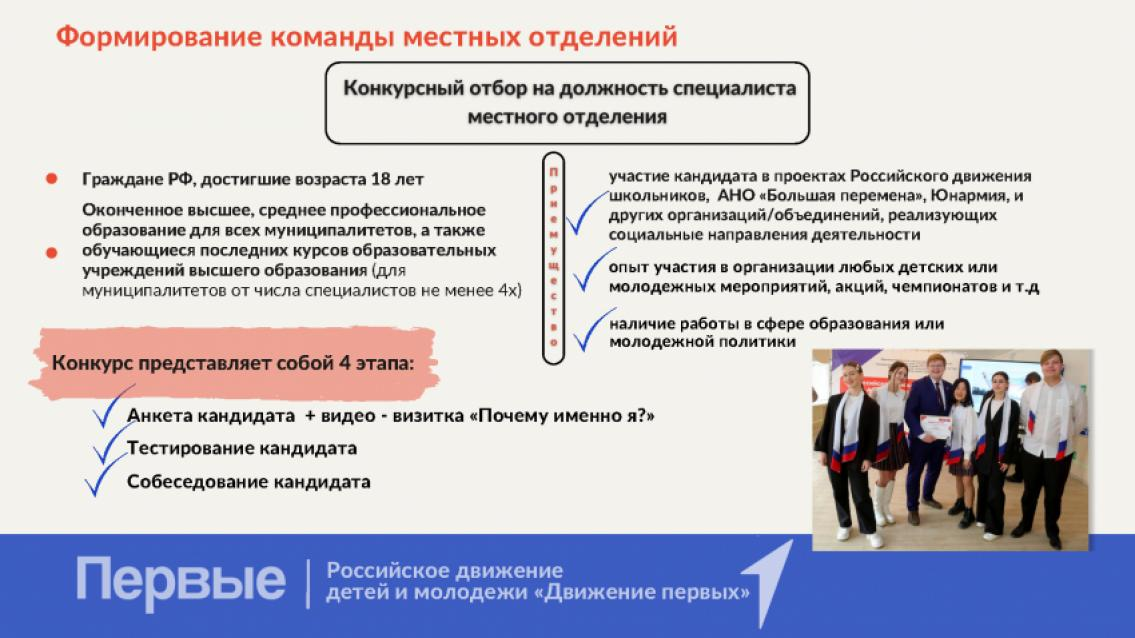 Формирование команды местных отделений
Конкурсный отбор на должность специалиста
местного отделения
Граждане РФ, достигшие возраста 18 лет
Оконченное высшее, среднее профессиональное
образование для всех муниципалитетов, а также
обучающиеся последних курсов образовательных
учреждений высшего образования (для
муниципалитетов от числа специалистов не менее 4х)
Приемущество
участие кандидата в проектах Российского движения
школьников, АНО «Большая перемена», Юнармия, и
других организаций/объединений, реализующих
социальные направления деятельности
опыт участия в организации любых детских или
молодежных мероприятий, акций, чемпионатов и т.д
наличие работы в сфере образования или
молодежной политики
Конкурс представляет собой 4 этапа:
Анкета кандидата + видео - визитка «Почему именно я?»
Тестирование кандидата
Собеседование кандидата
Первые
Российское движение
детей и молодежи «Движение первых»